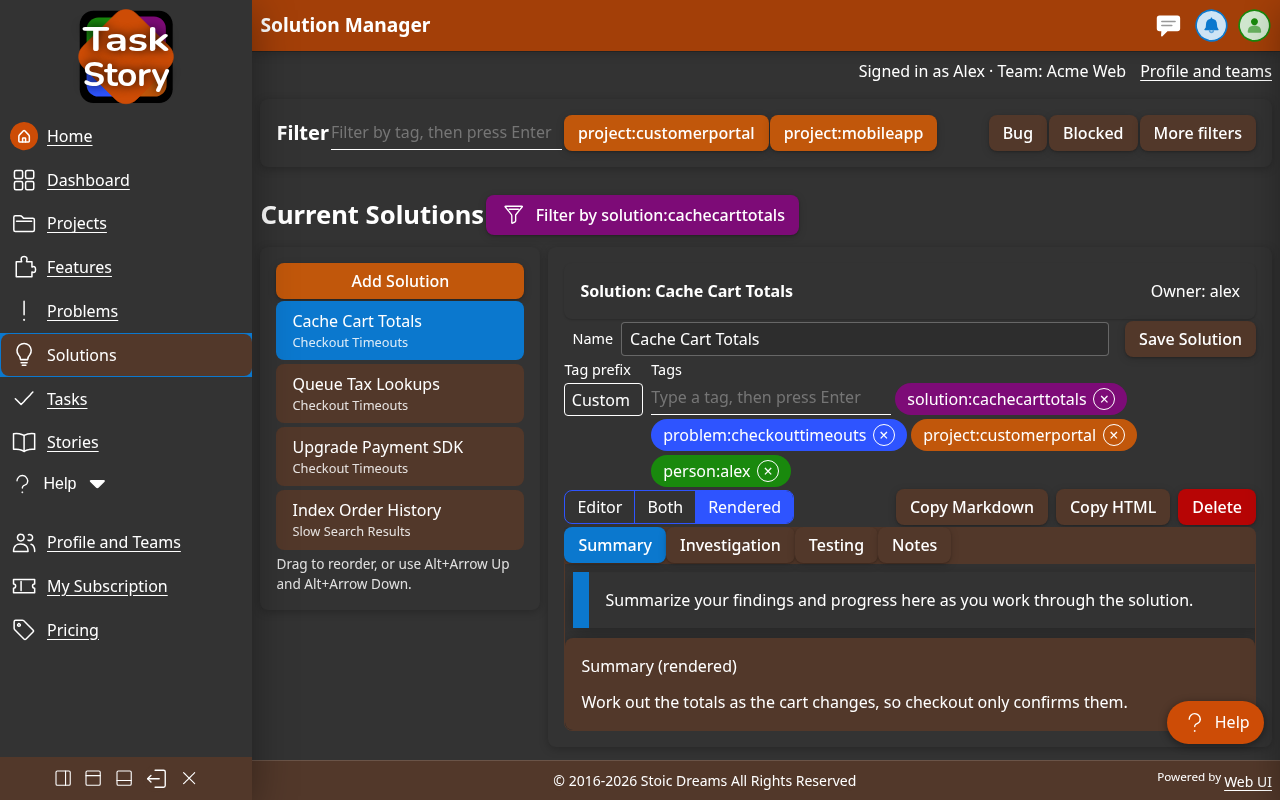 Task
Story
Home
Dashboard
Projects
Features
Problems
Solutions
Tasks
Stories
Help
Profile and Teams
My Subscription
Pricing
Solution Manager
Signed in as Alex · Team: Acme Web Profile and teams
Filter Filter by tag, then press Enter project:customerportal project:mobileapp Bug Blocked More filters
Current Solutions Filter by solution:cachecarttotals
Add Solution
Cache Cart Totals
Checkout Timeouts
Queue Tax Lookups
Checkout Timeouts
Upgrade Payment SDK
Checkout Timeouts
Index Order History
Slow Search Results
Drag to reorder, or use Alt+Arrow Up
and Alt+Arrow Down.
Solution: Cache Cart Totals Owner: alex
Name Cache Cart Totals Save Solution
Tag prefix Tags
Custom Type a tag, then press Enter solution:cachecarttotals
problem:checkouttimeouts project:customerportal
person:alex
Editor Both Rendered Copy Markdown Copy HTML Delete
Summary Investigation Testing Notes
Summarize your findings and progress here as you work through the solution.
Summary (rendered)
Work out the totals as the cart changes, so checkout only confirms them.
Help
© 2016-2026 Stoic Dreams All Rights Reserved Powered by Web UI